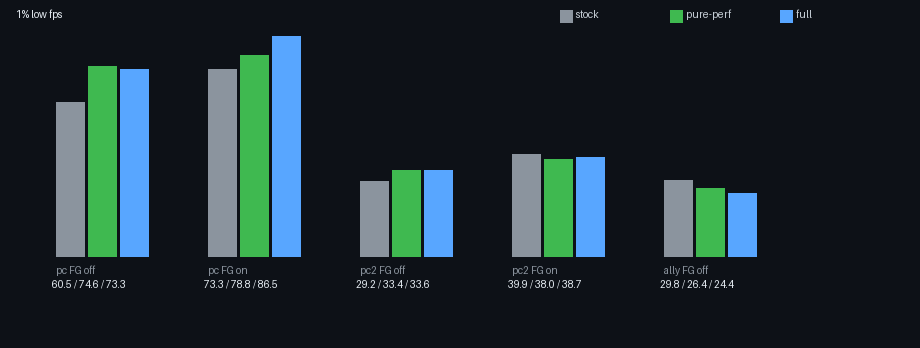 1% low fps
stock
pure-perf
full
pc FG off
60.5 / 74.6 / 73.3
pc FG on
73.3 / 78.8 / 86.5
pc2 FG off
29.2 / 33.4 / 33.6
pc2 FG on
39.9 / 38.0 / 38.7
ally FG off
29.8 / 26.4 / 24.4